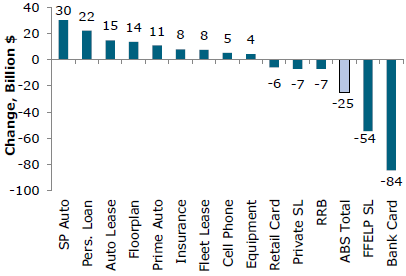 Change, Billion $
40
20
0
-20
-40
-60
-80
-100
30
22
15
14
11
8
8
5
4
-6
-7
-7
-25
-54
-84
SP Auto
Pers. Loan
Auto Lease
Floorplan
Prime Auto
Insurance
Fleet Lease
Cell Phone
Equipment
Retail Card
Private SL
RRB
ABS Total
FFELP SL
Bank Card